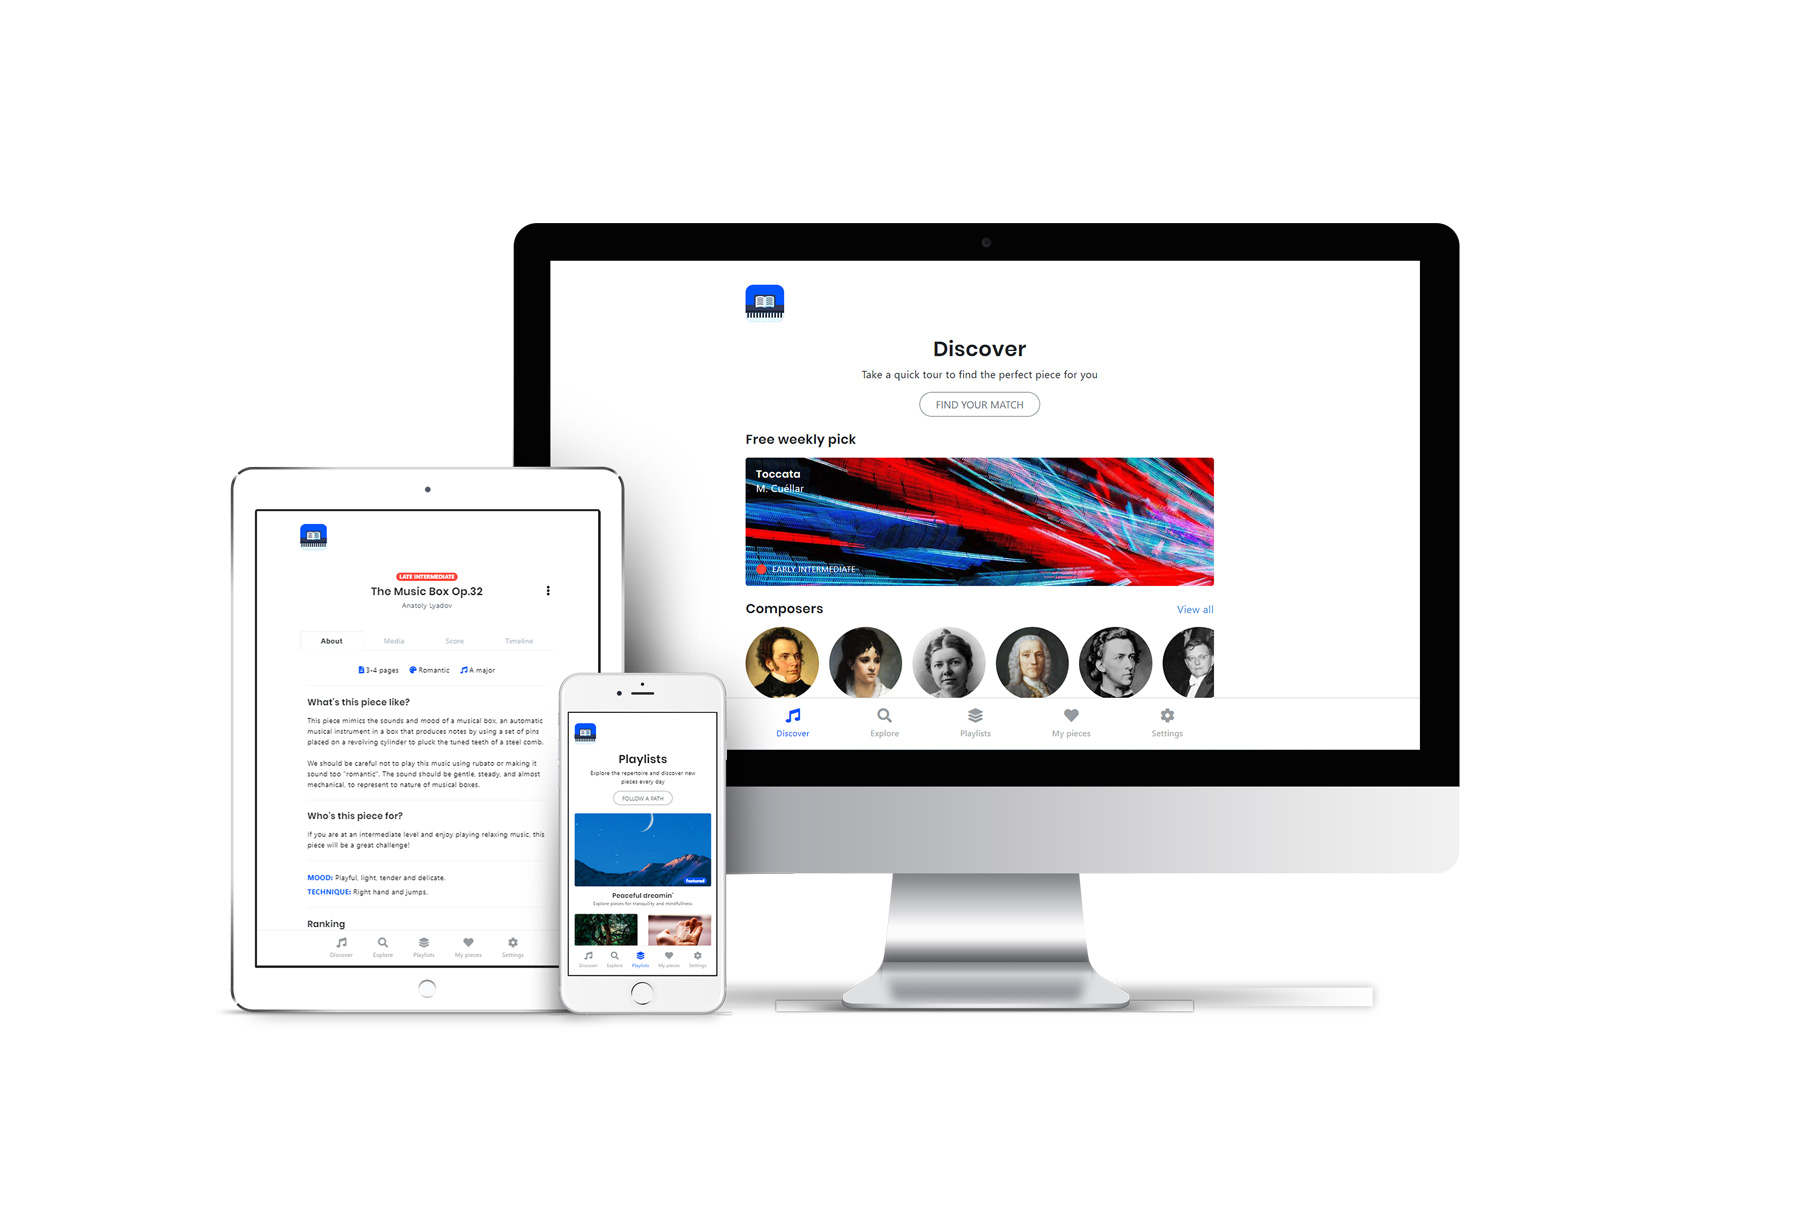 Discover
Take a quick tour to find the perfect piece for you
FIND YOUR MATCH
Free weekly pick
Toccata
M. Cuéllar
EARLY INTERMEDIATE
Composers
View all
Discover
Explore
Playlists
My pieces
Settings
LATE INTERMEDIATE
The Music Box Op.32
Anatoly Lyadov
About
Media
Score
Timeline
3-4 pages
Romantic
A major
What's this piece like?
This piece mimics the sounds and mood of a musical box, an automatic
musical instrument in a box that produces notes by using a set of pins
placed on a revolving cylinder to pluck the tuned teeth of a steel comb.
We should be careful not to play this music using rubato or making it
sound too "romantic". The sound should be gentle, steady, and almost
mechanical, to represent to nature of musical boxes.
Who's this piece for?
If you are at an intermediate level and enjoy playing relaxing music, this
piece will be a great challenge!
MOOD: Playful, light, tender and delicate.
TECHNIQUE: Right hand and jumps.
Ranking
Discover
Explore
Playlists
My pieces
Settings
Playlists
Explore the repertoire and discover new
pieces every day
FOLLOW A PATH
featured
Peaceful dreamin'
Explore pieces for tranquility and mindfullness
Discover
Explore
Playlists
My pieces
Settings